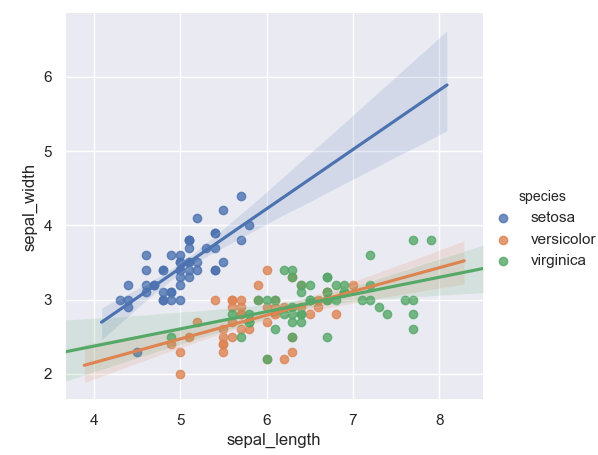 6
5
4
3
2
sepal_width
4
5
6
7
8
sepal_length
species
setosa
versicolor
virginica